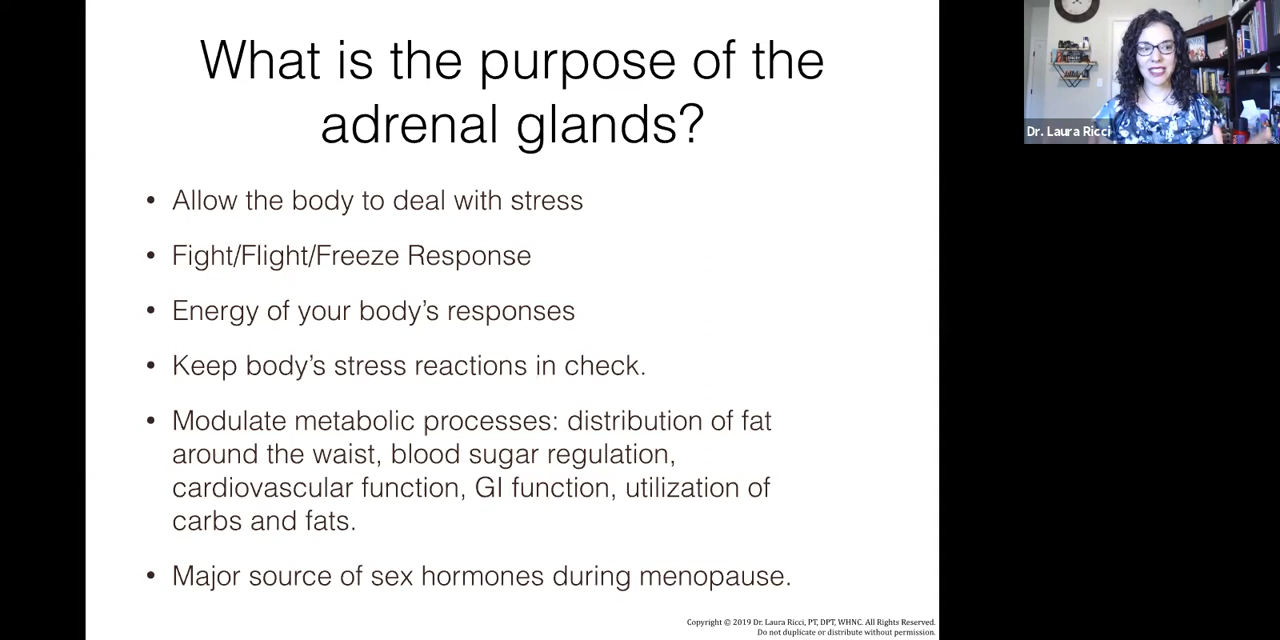 What is the purpose of the
adrenal glands?
• Allow the body to deal with stress
• Fight/Flight/Freeze Response
• Energy of your body’s responses
• Keep body’s stress reactions in check.
• Modulate metabolic processes: distribution of fat
around the waist, blood sugar regulation,
cardiovascular function, GI function, utilization of
carbs and fats.
• Major source of sex hormones during menopause.
Copyright © 2019 Dr. Laura Ricci, PT, DPT, WHNC. All Rights Reserved.
Do not duplicate or distribute without permission.
Dr. Laura Ricci